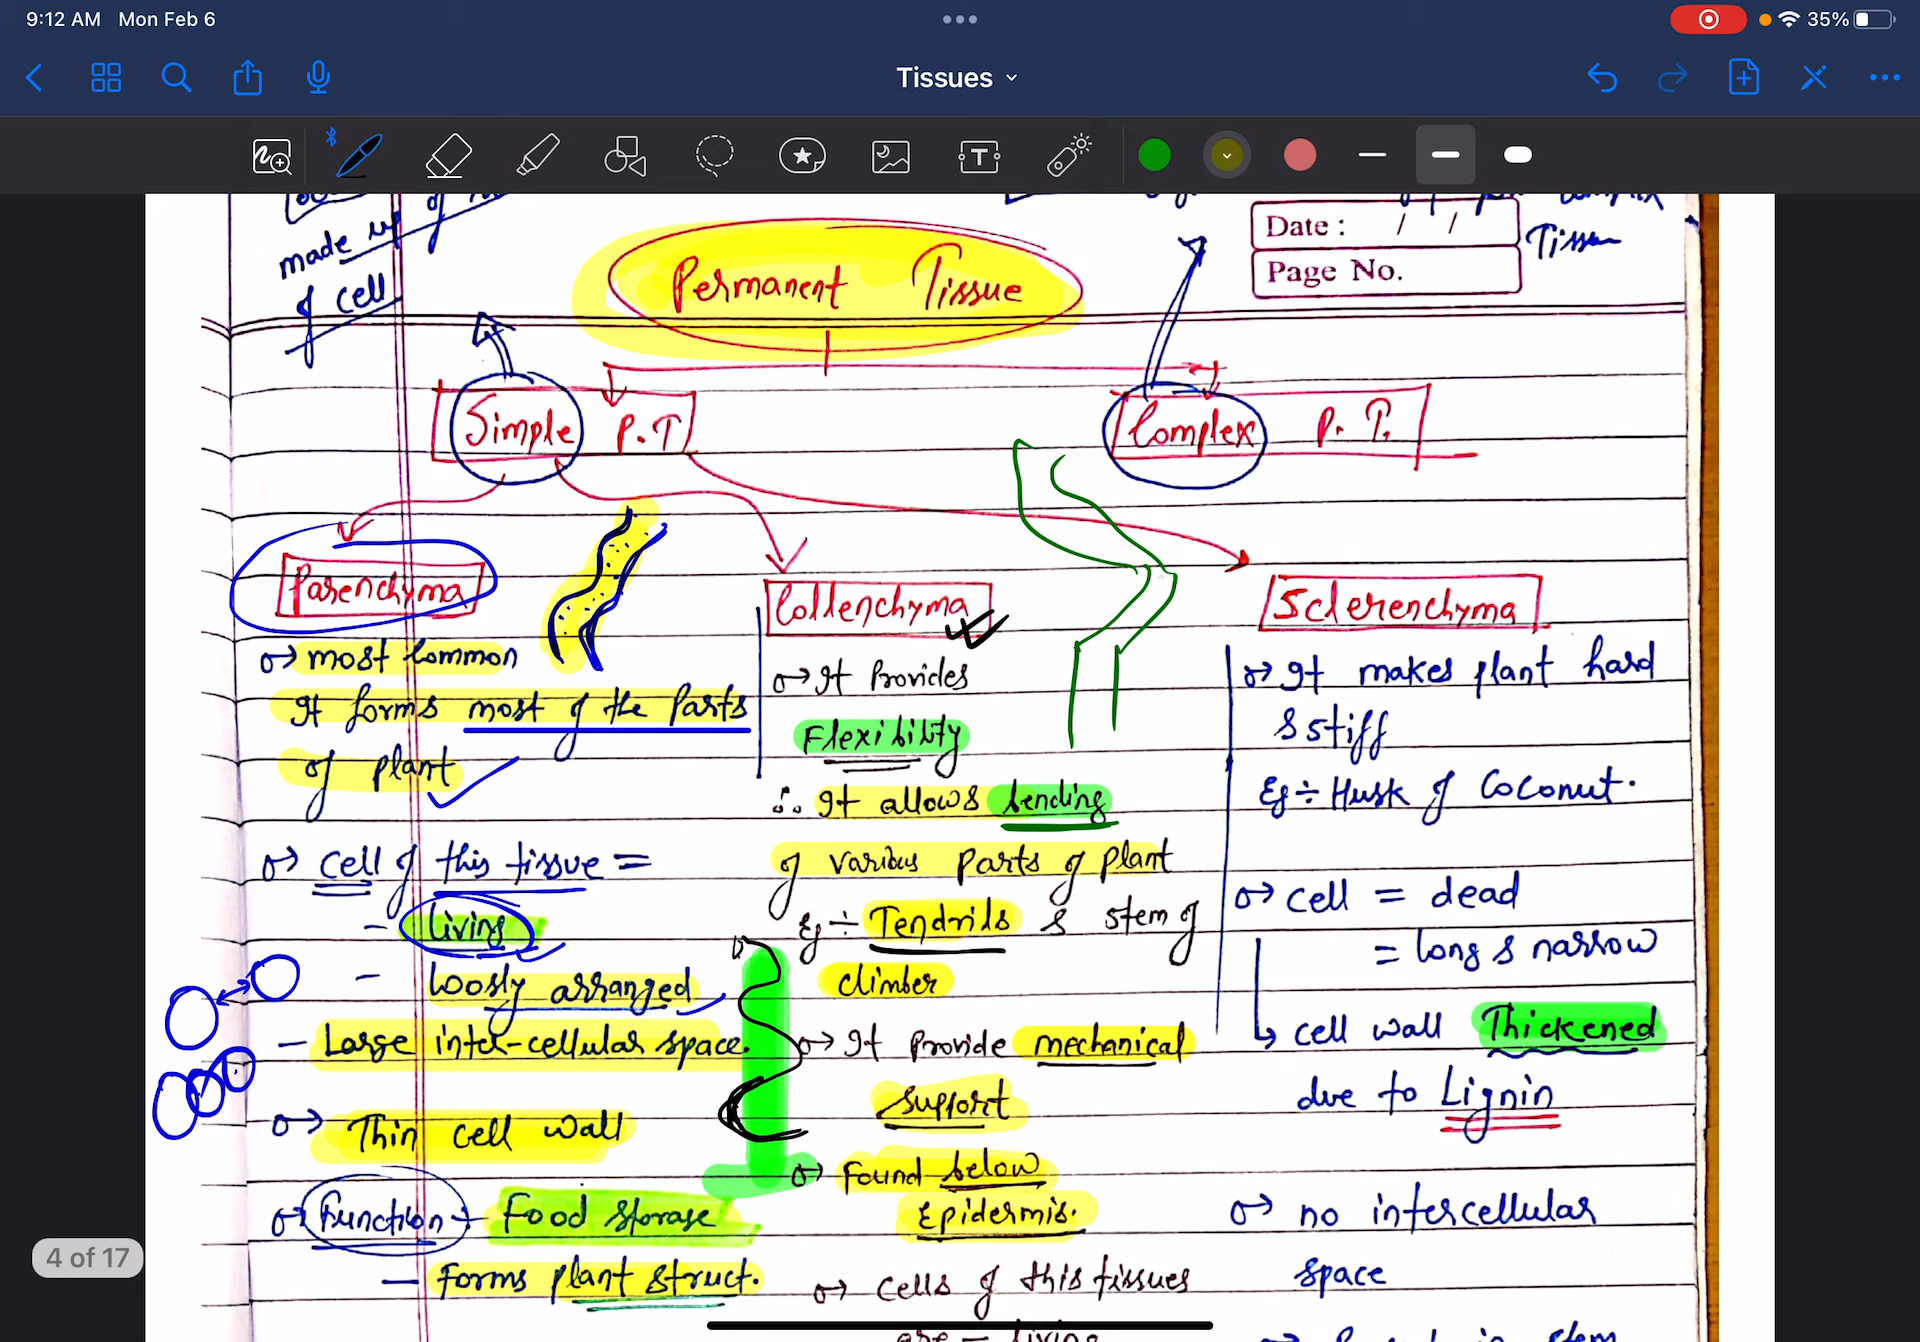 9:12 AM Mon Feb 6
35%
Tissues
T
made up of
of cell
Complex
Tissue
Date : / /
Page No.
Permanent Tissue
Simple P.T
Complex P. T.
Parenchyma
most common
It forms most of the Parts
of plant
cell of this tissue =
- living
- loosly arranged
- Large inter-cellular space.
Thin cell wall
Function - Food storage
- Forms plant struct.
Collenchyma
It Provides
Flexibility
∴ It allows bending
of various Parts of plant
Eg ÷ Tendrils & stem of
climber
It Provide mechanical
support
Found below
Epidermis.
cells of this tissues
are - living
Sclerenchyma
It makes plant hard
& stiff
Eg ÷ Husk of Coconut.
cell = dead
= long & narrow
cell wall Thickened
due to Lignin
no intercellular
space
stem
4 of 17